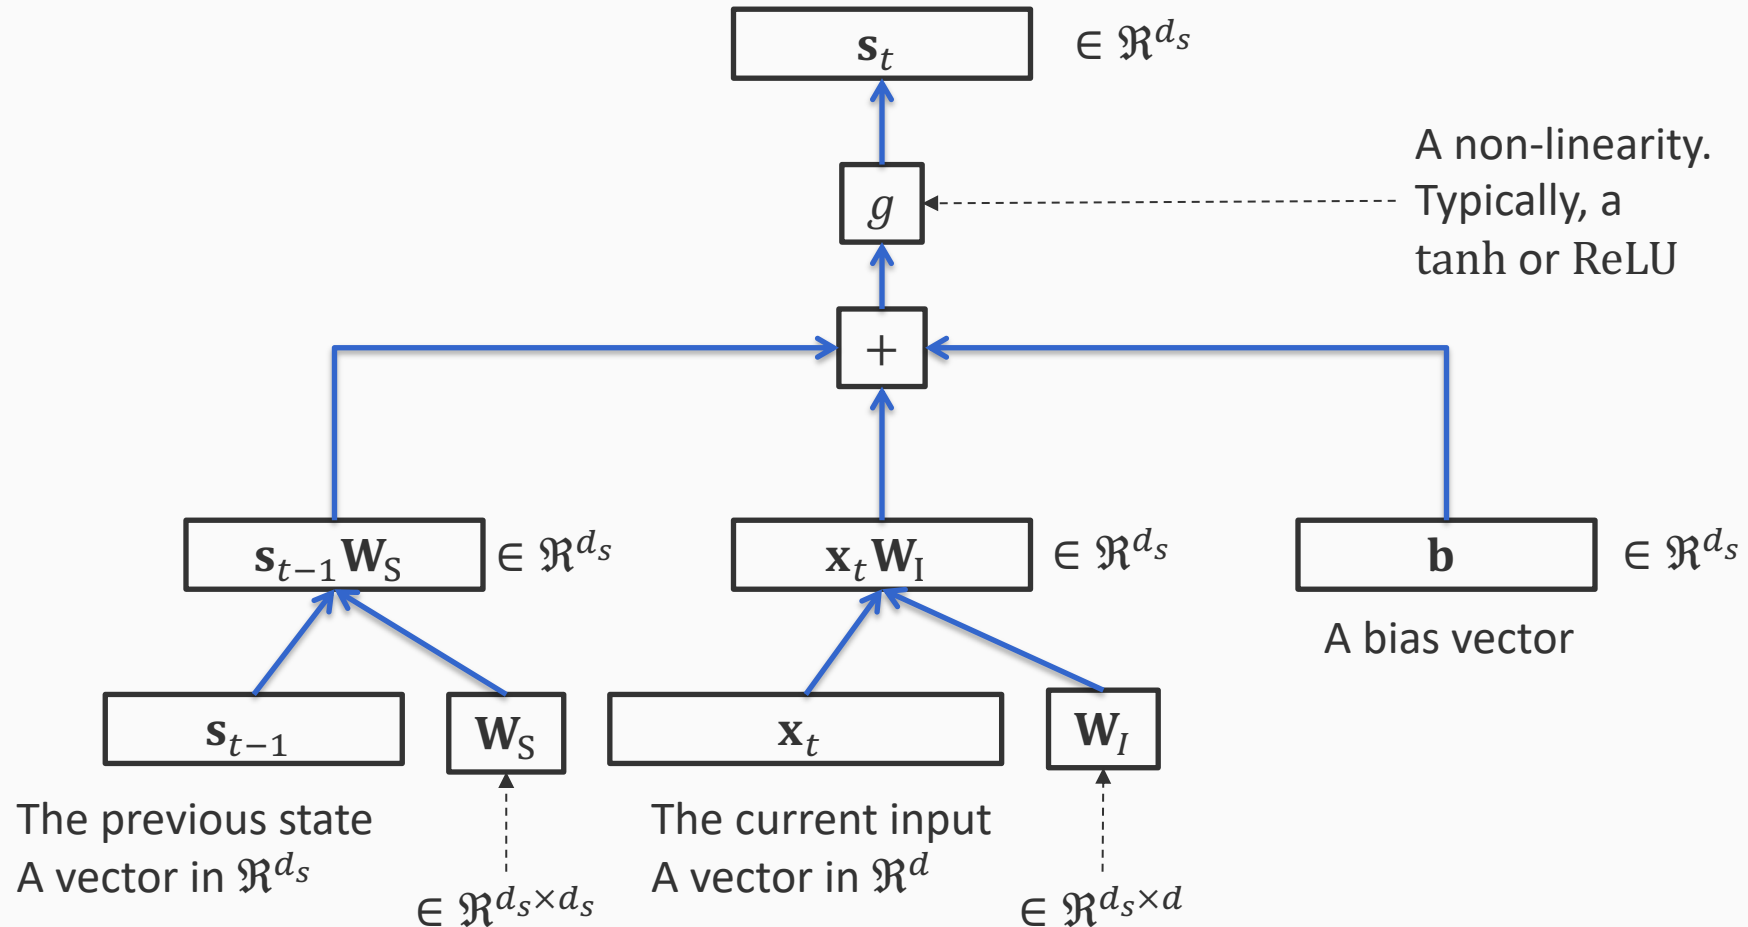 𝐬ₜ ∈ ℜ^{d_s}
A non-linearity.
Typically, a
tanh or ReLU
g
+
𝐬_{t−1}𝐖_S ∈ ℜ^{d_s}
𝐱_t𝐖_I ∈ ℜ^{d_s}
𝐛 ∈ ℜ^{d_s}
A bias vector
𝐬_{t−1}
𝐖_S
𝐱_t
𝐖_I
The previous state
A vector in ℜ^{d_s}
∈ ℜ^{d_s×d_s}
The current input
A vector in ℜ^d
∈ ℜ^{d_s×d}